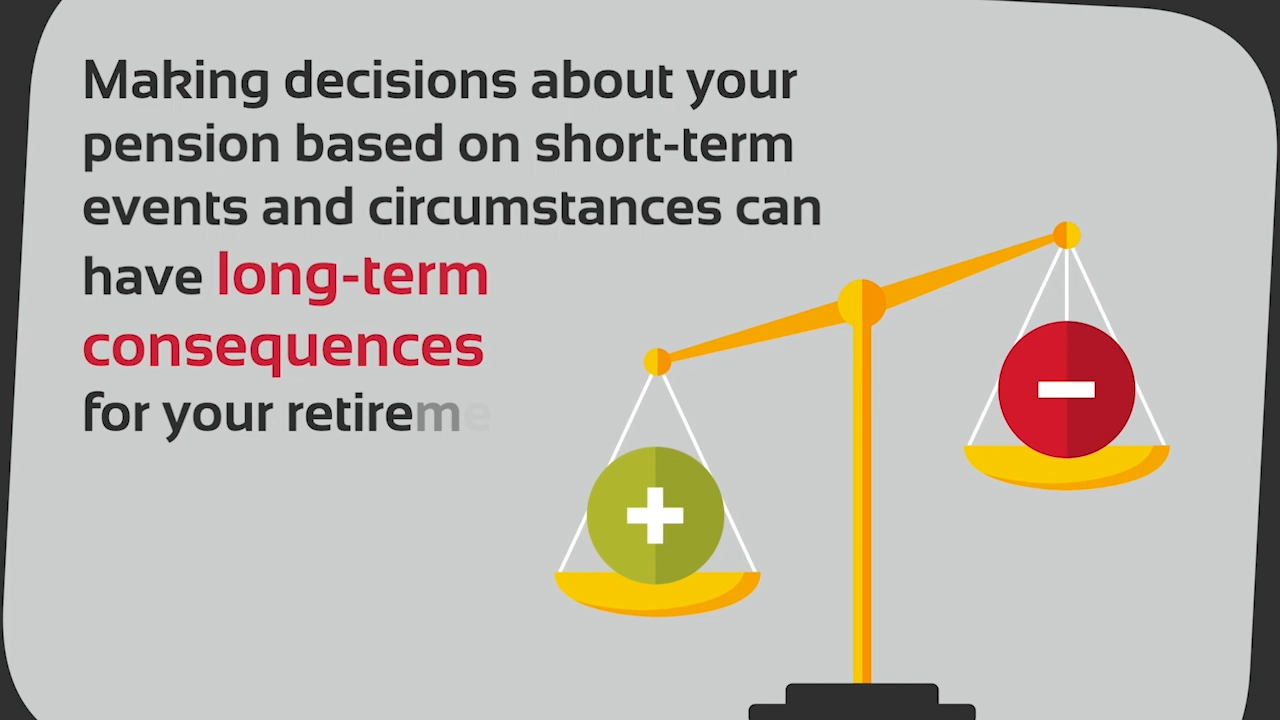 Making decisions about your
pension based on short-term
events and circumstances can
have long-term
consequences
for your retireme